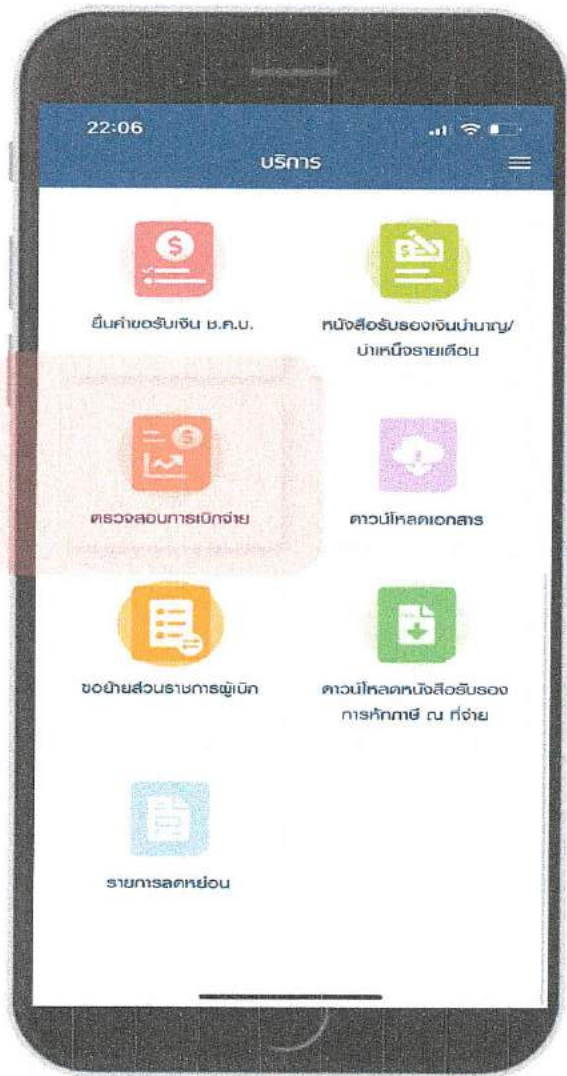 22:06
บริการ
ยื่นคำขอรับเงิน ช.ค.บ.
หนังสือรับรองเงินบำนาญ/
บำเหน็จรายเดือน
ตรวจสอบการเบิกจ่าย
ดาวน์โหลดเอกสาร
ขอย้ายส่วนราชการผู้เบิก
ดาวน์โหลดหนังสือรับรอง
การหักภาษี ณ ที่จ่าย
รายการลดหย่อน